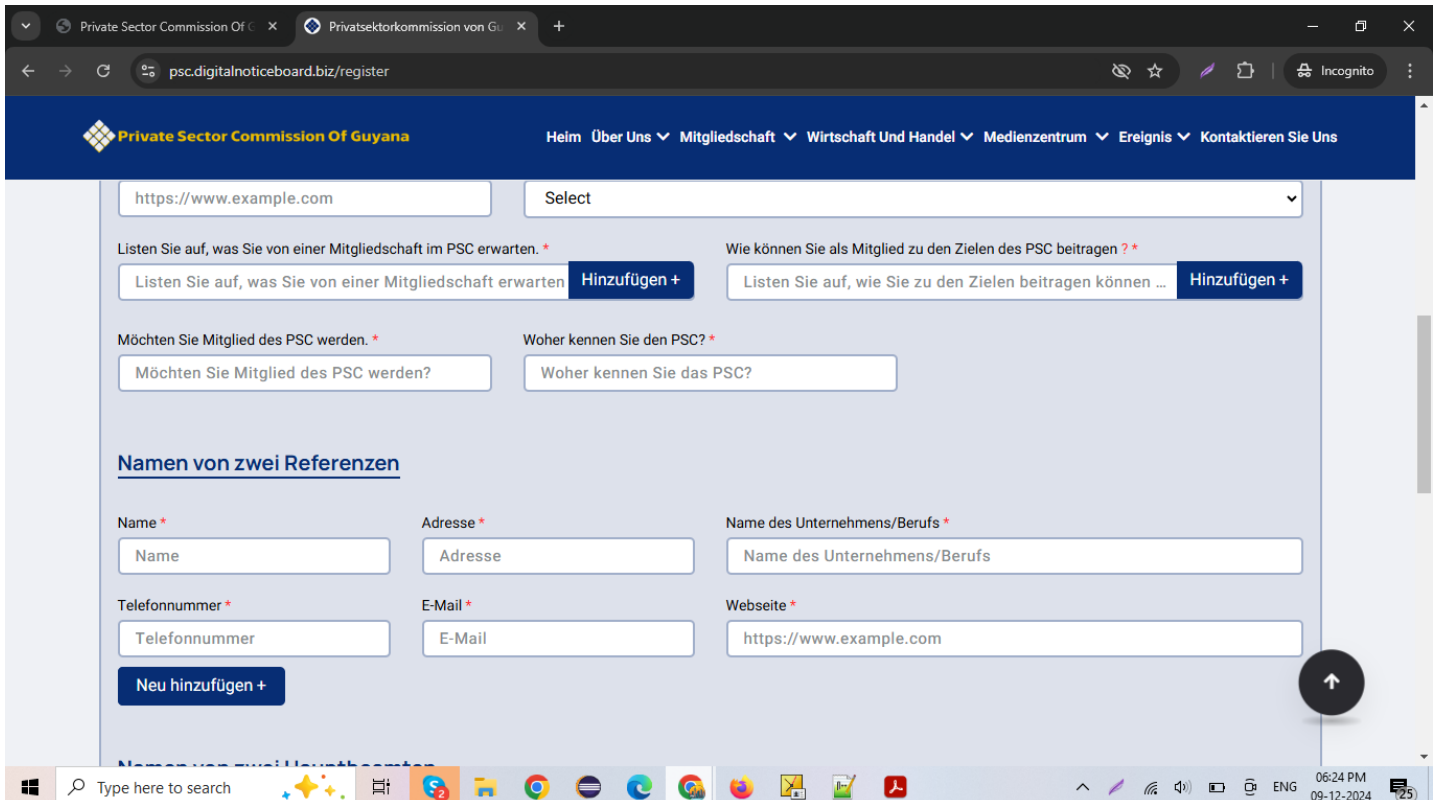 Private Sector Commission Of G
Privatsektorkommission von Gu
psc.digitalnoticeboard.biz/register
Incognito
Private Sector Commission Of Guyana
Heim Über Uns Mitgliedschaft Wirtschaft Und Handel Medienzentrum Ereignis Kontaktieren Sie Uns
https://www.example.com Select
Listen Sie auf, was Sie von einer Mitgliedschaft im PSC erwarten. * Wie können Sie als Mitglied zu den Zielen des PSC beitragen ? *
Listen Sie auf, was Sie von einer Mitgliedschaft erwarten Hinzufügen + Listen Sie auf, wie Sie zu den Zielen beitragen können ... Hinzufügen +
Möchten Sie Mitglied des PSC werden. * Woher kennen Sie den PSC? *
Möchten Sie Mitglied des PSC werden? Woher kennen Sie das PSC?
Namen von zwei Referenzen
Name * Adresse * Name des Unternehmens/Berufs *
Name Adresse Name des Unternehmens/Berufs
Telefonnummer * E-Mail * Webseite *
Telefonnummer E-Mail https://www.example.com
Neu hinzufügen +
Namen von zwei Hauptbeamten
Type here to search
2
ENG
06:24 PM
09-12-2024
25